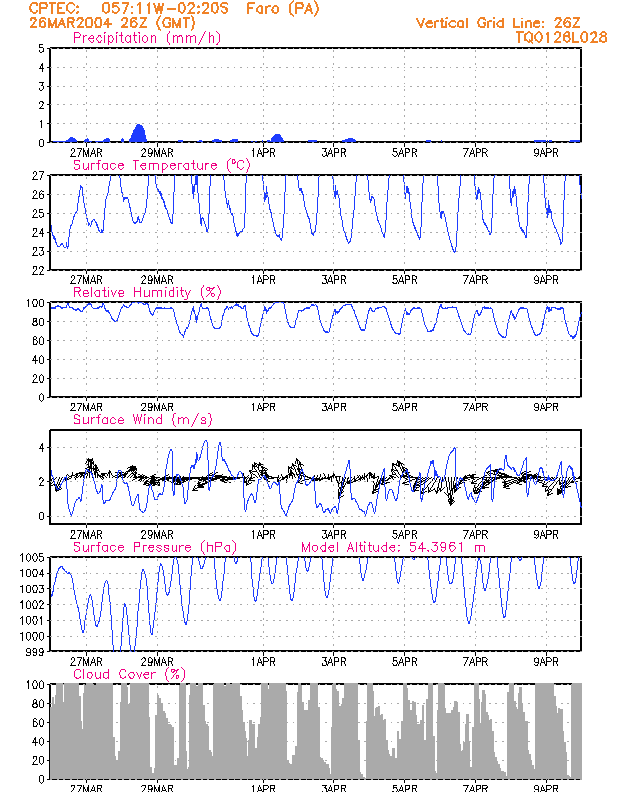 CPTEC: 057:11W-02:20S Faro (PA)
26MAR2004 26Z (GMT) Vertical Grid Line: 26Z
Precipitation (mm/h) TQ0126L028
5
4
3
2
1
0
27MAR 29MAR 1APR 3APR 5APR 7APR 9APR
Surface Temperature (°C)
27
26
25
24
23
22
27MAR 29MAR 1APR 3APR 5APR 7APR 9APR
Relative Humidity (%)
100
80
60
40
20
0
27MAR 29MAR 1APR 3APR 5APR 7APR 9APR
Surface Wind (m/s)
4
2
0
27MAR 29MAR 1APR 3APR 5APR 7APR 9APR
Surface Pressure (hPa) Model Altitude: 54.3961 m
1005
1004
1003
1002
1001
1000
999
27MAR 29MAR 1APR 3APR 5APR 7APR 9APR
Cloud Cover (%)
100
80
60
40
20
0
27MAR 29MAR 1APR 3APR 5APR 7APR 9APR